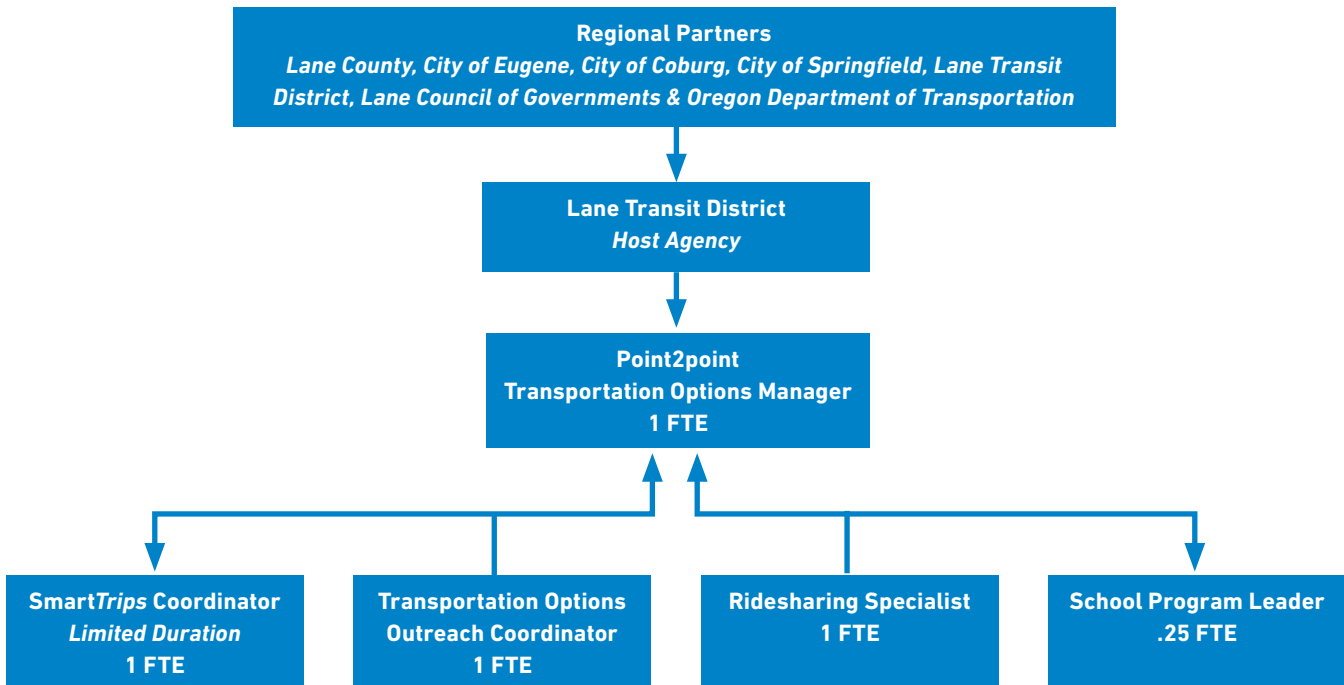 Regional Partners
Lane County, City of Eugene, City of Coburg, City of Springfield, Lane Transit
District, Lane Council of Governments & Oregon Department of Transportation
Lane Transit District
Host Agency
Point2point
Transportation Options Manager
1 FTE
SmartTrips Coordinator
Limited Duration
1 FTE
Transportation Options
Outreach Coordinator
1 FTE
Ridesharing Specialist
1 FTE
School Program Leader
.25 FTE